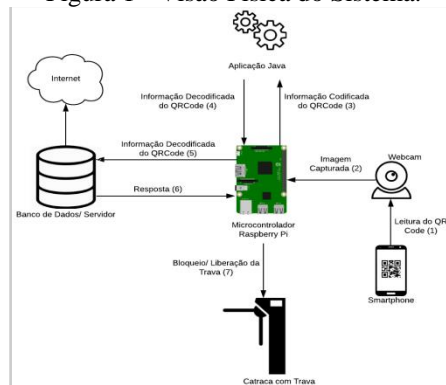 Figura 1 – Visão Física do Sistema.
Internet
Aplicação Java
Informação Decodificada
do QRCode (4)
Informação Codificada
do QRCode (3)
Informação Decodificada
do QRCode (5)
Resposta (6)
Banco de Dados/ Servidor
Microcontrolador
Raspberry Pi
Imagem
Capturada (2)
Webcam
Leitura do QR
Code (1)
Smartphone
Bloqueio/ Liberação da
Trava (7)
Catraca com Trava